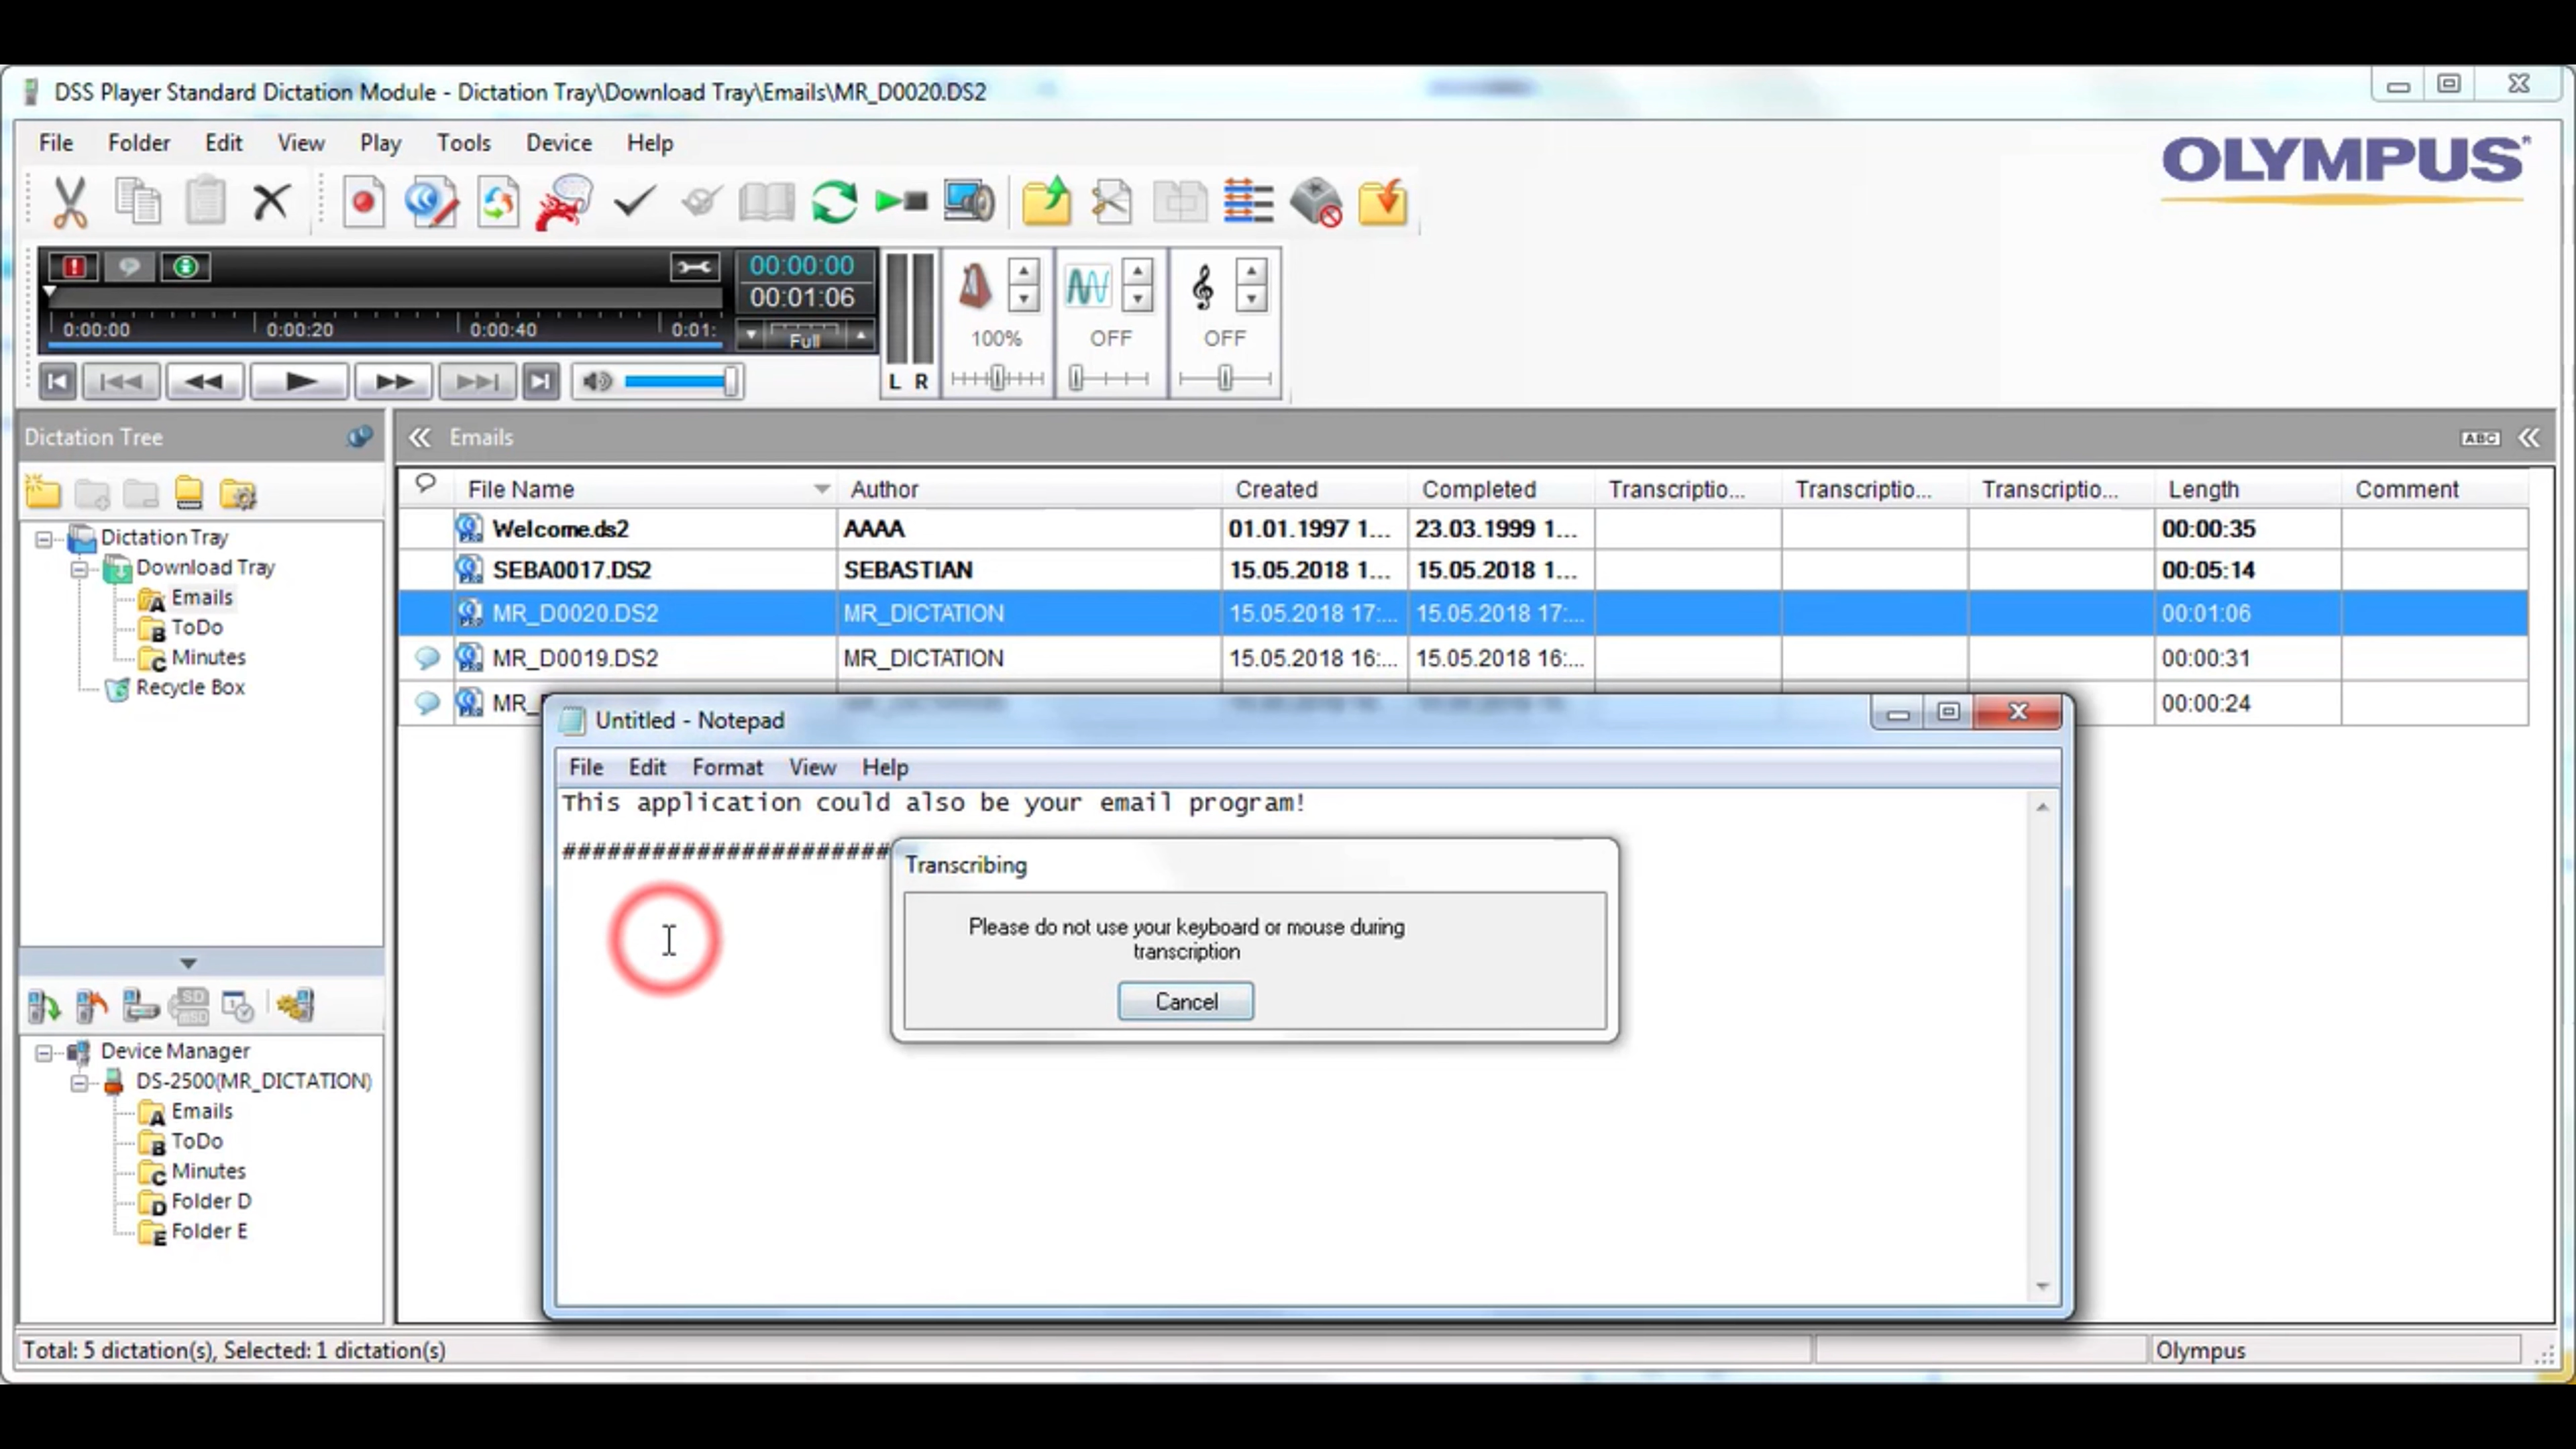 DSS Player Standard Dictation Module - Dictation Tray\Download Tray\Emails\MR_D0020.DS2
File Folder Edit View Play Tools Device Help
OLYMPUS
00:00:00
00:01:06
0:00:00 0:00:20 0:00:40 0:01:
Full
L R
100% OFF OFF
Dictation Tree
Emails
ABC
File Name Author Created Completed Transcriptio... Transcriptio... Transcriptio... Length Comment
Welcome.ds2 AAAA 01.01.1997 1... 23.03.1999 1... 00:00:35
SEBA0017.DS2 SEBASTIAN 15.05.2018 1... 15.05.2018 1... 00:05:14
MR_D0020.DS2 MR_DICTATION 15.05.2018 17:... 15.05.2018 17:... 00:01:06
MR_D0019.DS2 MR_DICTATION 15.05.2018 16:... 15.05.2018 16:... 00:00:31
MR_ 00:00:24
Dictation Tray
Download Tray
A Emails
B ToDo
C Minutes
Recycle Box
Untitled - Notepad
File Edit Format View Help
This application could also be your email program!
######################
Transcribing
Please do not use your keyboard or mouse during
transcription
Cancel
SD
mSD
Device Manager
DS-2500(MR_DICTATION)
A Emails
B ToDo
C Minutes
D Folder D
E Folder E
Total: 5 dictation(s), Selected: 1 dictation(s)
Olympus